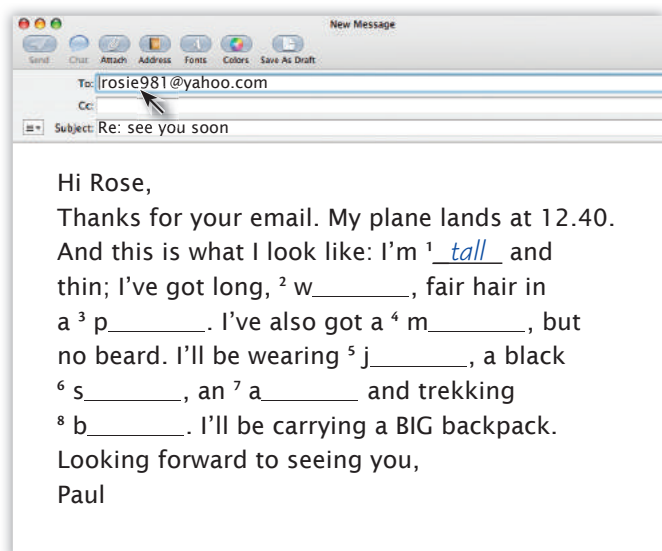 New Message
Send Chat Attach Address Fonts Colors Save As Draft
To: rosie981@yahoo.com
Cc:
Subject: Re: see you soon
Hi Rose,
Thanks for your email. My plane lands at 12.40.
And this is what I look like: I'm ¹ tall and
thin; I've got long, ² w________, fair hair in
a ³ p________. I've also got a ⁴ m________, but
no beard. I'll be wearing ⁵ j________, a black
⁶ s________, an ⁷ a________ and trekking
⁸ b________. I'll be carrying a BIG backpack.
Looking forward to seeing you,
Paul